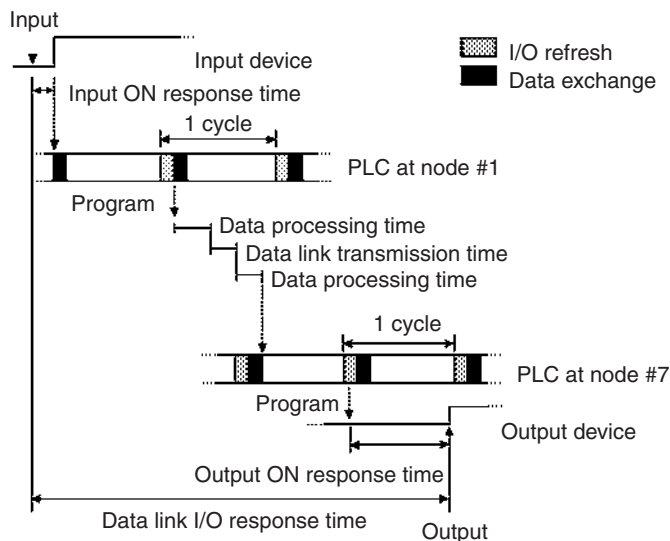 Input
Input device
I/O refresh
Data exchange
Input ON response time
1 cycle
PLC at node #1
Program
Data processing time
Data link transmission time
Data processing time
1 cycle
PLC at node #7
Program
Output device
Output ON response time
Data link I/O response time
Output